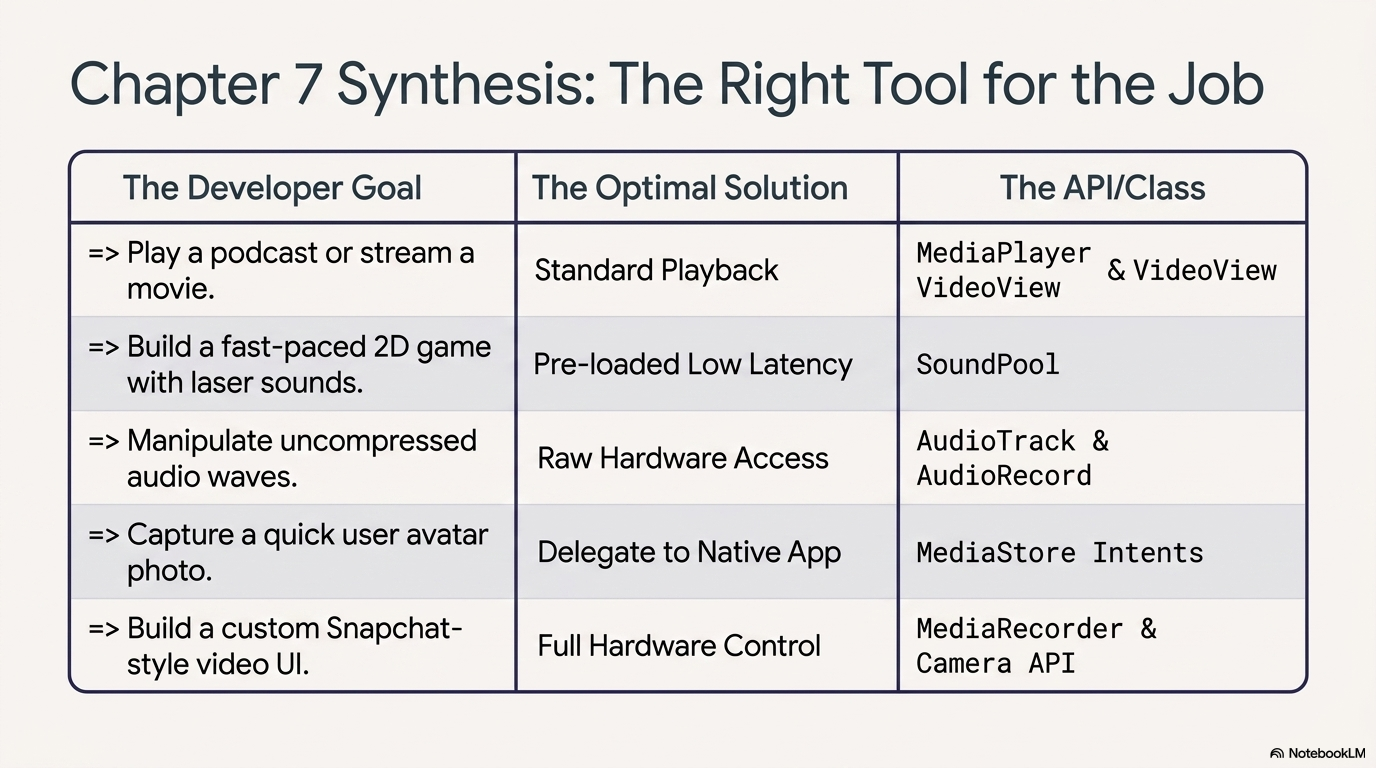 Chapter 7 Synthesis: The Right Tool for the Job
The Developer Goal
The Optimal Solution
The API/Class
=> Play a podcast or stream a
movie.
Standard Playback
MediaPlayer
VideoView
& VideoView
=> Build a fast-paced 2D game
with laser sounds.
Pre-loaded Low Latency
SoundPool
=> Manipulate uncompressed
audio waves.
Raw Hardware Access
AudioTrack &
AudioRecord
=> Capture a quick user avatar
photo.
Delegate to Native App
MediaStore Intents
=> Build a custom Snapchat-
style video UI.
Full Hardware Control
MediaRecorder &
Camera API
NotebookLM